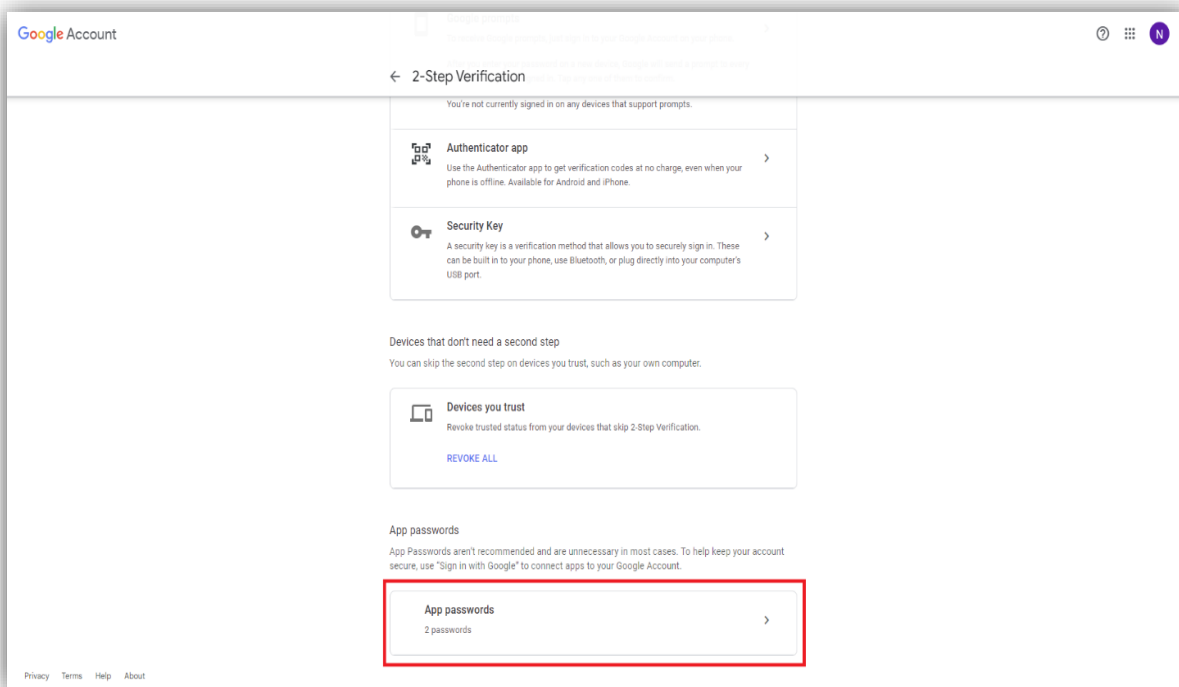 Google prompts
Google Account
N
2-Step Verification
You're not currently signed in on any devices that support prompts.
Authenticator app
Use the Authenticator app to get verification codes at no charge, even when your
phone is offline. Available for Android and iPhone.
Security Key
A security key is a verification method that allows you to securely sign in. These
can be built in to your phone, use Bluetooth, or plug directly into your computer's
USB port.
Devices that don't need a second step
You can skip the second step on devices you trust, such as your own computer.
Devices you trust
Revoke trusted status from your devices that skip 2-Step Verification.
REVOKE ALL
App passwords
App Passwords aren't recommended and are unnecessary in most cases. To help keep your account
secure, use "Sign in with Google" to connect apps to your Google Account.
App passwords
2 passwords
Privacy Terms Help About